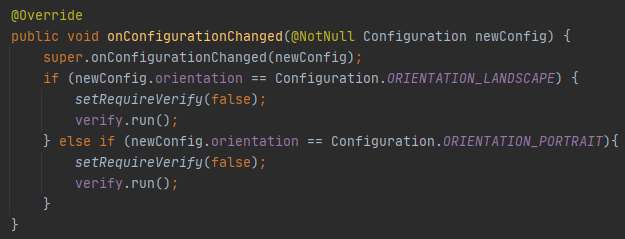 @Override
public void onConfigurationChanged(@NotNull Configuration newConfig) {
    super.onConfigurationChanged(newConfig);
    if (newConfig.orientation == Configuration.ORIENTATION_LANDSCAPE) {
        setRequireVerify(false);
        verify.run();
    } else if (newConfig.orientation == Configuration.ORIENTATION_PORTRAIT){
        setRequireVerify(false);
        verify.run();
    }
}